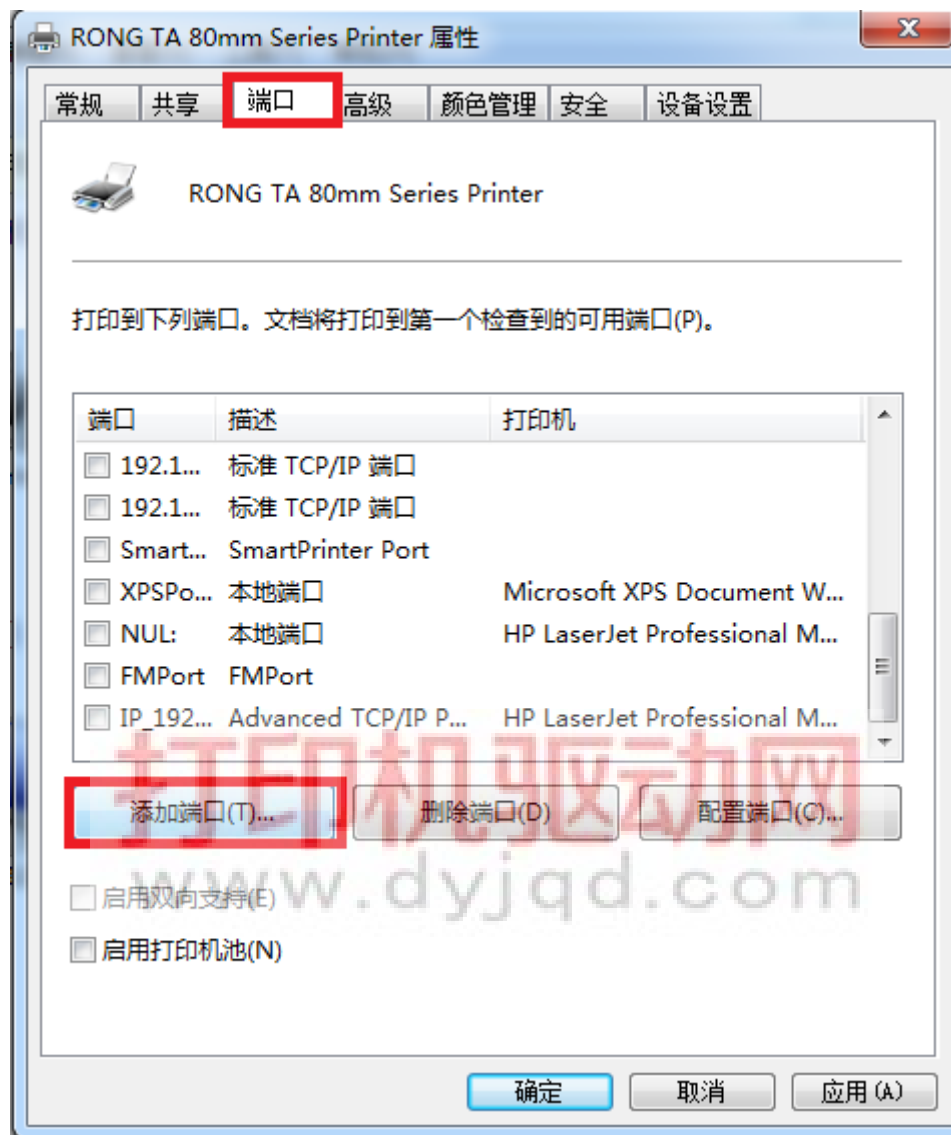 RONG TA 80mm Series Printer 属性
常规 共享 端口 高级 颜色管理 安全 设备设置
RONG TA 80mm Series Printer
打印到下列端口。文档将打印到第一个检查到的可用端口(P)。
端口 描述 打印机
192.1... 标准 TCP/IP 端口
192.1... 标准 TCP/IP 端口
Smart... SmartPrinter Port
XPSPo... 本地端口 Microsoft XPS Document W...
NUL: 本地端口 HP LaserJet Professional M...
FMPort FMPort
IP_192... Advanced TCP/IP P... HP LaserJet Professional M...
打印机驱动网
添加端口(T)... 删除端口(D) 配置端口(C)...
www.dyjqd.com
启用双向支持(E)
启用打印机池(N)
确定 取消 应用(A)